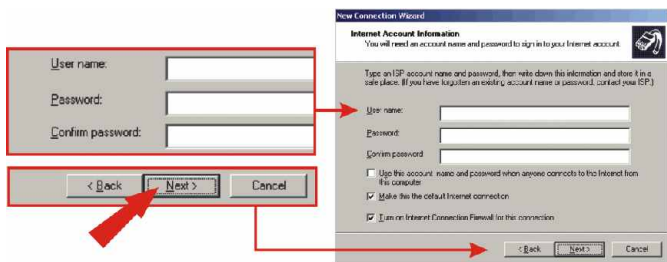 User name:
Password:
Confirm password:
< Back
Next >
Cancel
New Connection Wizard
Internet Account Information
You will need an account name and password to sign in to your Internet account.
Type an ISP account name and password, then write down this information and store it in a
safe place. (If you have forgotten an existing account name or password, contact your ISP.)
User name:
Password:
Confirm password:
Use this account name and password when anyone connects to the Internet from
this computer
Make this the default Internet connection
Turn on Internet Connection Firewall for this connection
< Back
Next >
Cancel